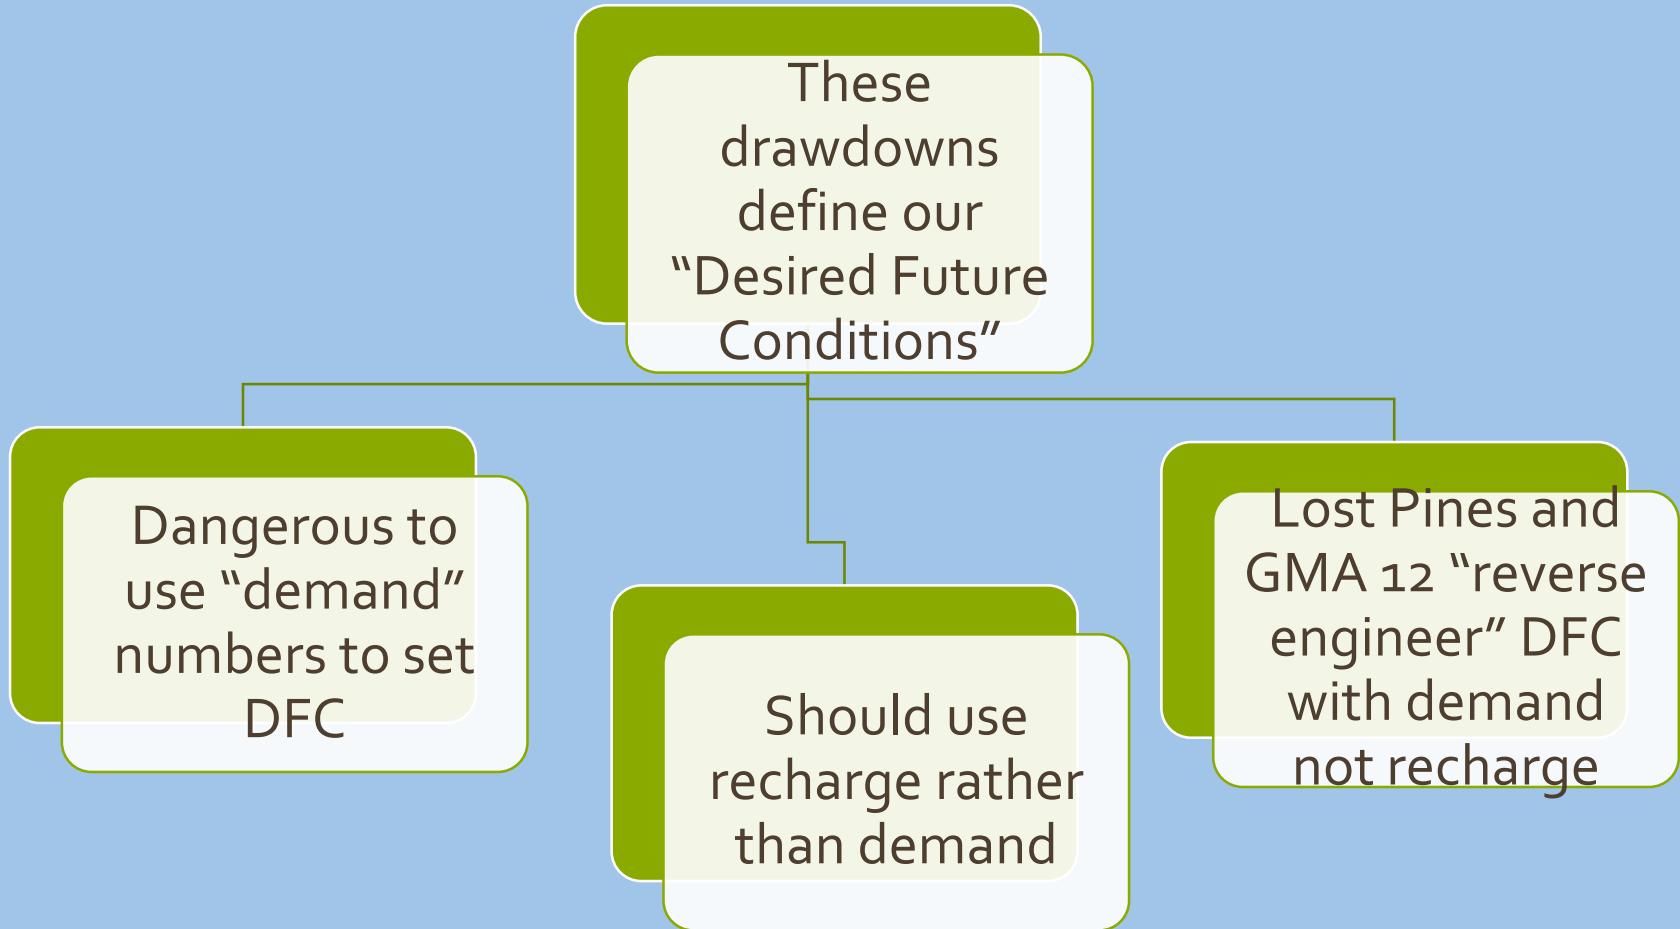 These
drawdowns
define our
“Desired Future
Conditions”
Dangerous to
use “demand”
numbers to set
DFC
Should use
recharge rather
than demand
Lost Pines and
GMA 12 “reverse
engineer” DFC
with demand
not recharge